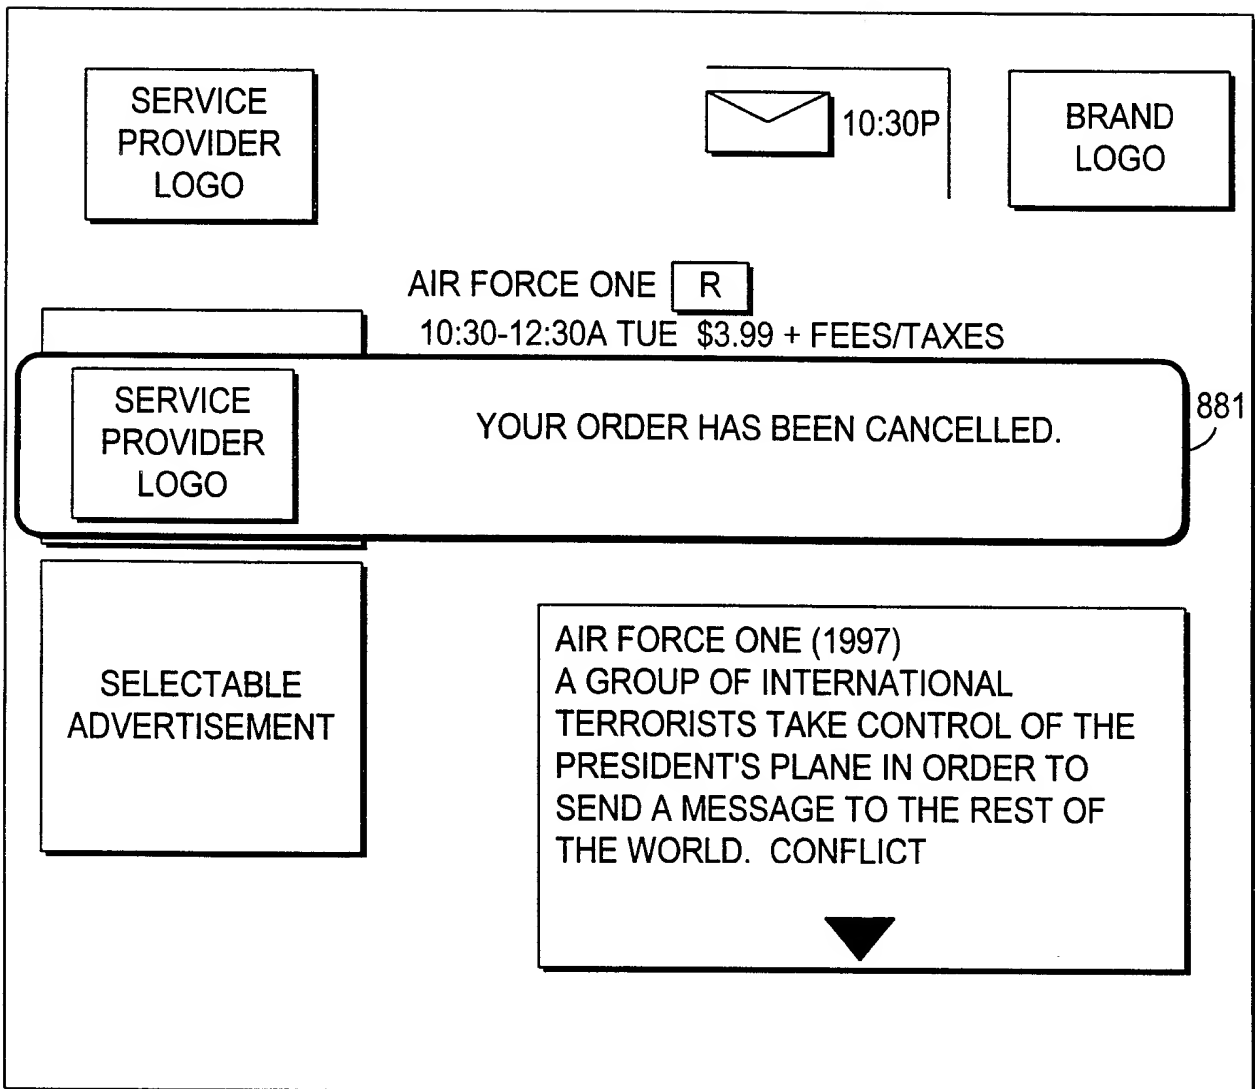 SERVICE
PROVIDER
LOGO
10:30P
BRAND
LOGO
AIR FORCE ONE R
10:30-12:30A TUE $3.99 + FEES/TAXES
SERVICE
PROVIDER
LOGO
YOUR ORDER HAS BEEN CANCELLED.
881
SELECTABLE
ADVERTISEMENT
AIR FORCE ONE (1997)
A GROUP OF INTERNATIONAL
TERRORISTS TAKE CONTROL OF THE
PRESIDENT'S PLANE IN ORDER TO
SEND A MESSAGE TO THE REST OF
THE WORLD. CONFLICT